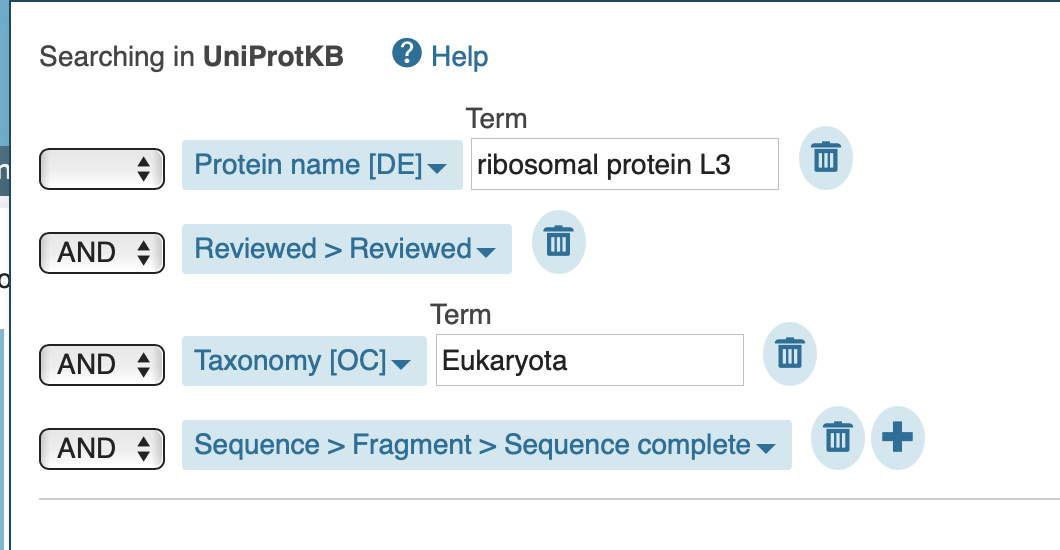 Searching in UniProtKB ? Help
Term
Protein name [DE] ribosomal protein L3
AND Reviewed > Reviewed
Term
AND Taxonomy [OC] Eukaryota
AND Sequence > Fragment > Sequence complete